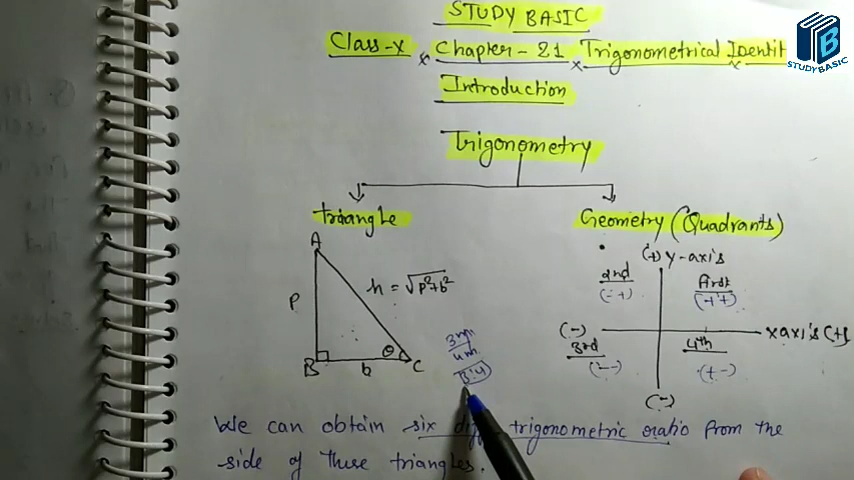 STUDY BASIC
Class-X x Chapter-21 x Trigonometrical Identit
STUDYBASIC
Introduction
Trigonometry
triangle
Geometry (Quadrants)
A
(+) y-axis
h = √p²+b²
2nd
(-+)
first
(++)
P
(-)
x axis (+)
3rd
(--)
4th
(+-)
3m
4m
3:4
B
b
θ
C
(-)
We can obtain six diff trigonometric ratio from the
side of these triangles.